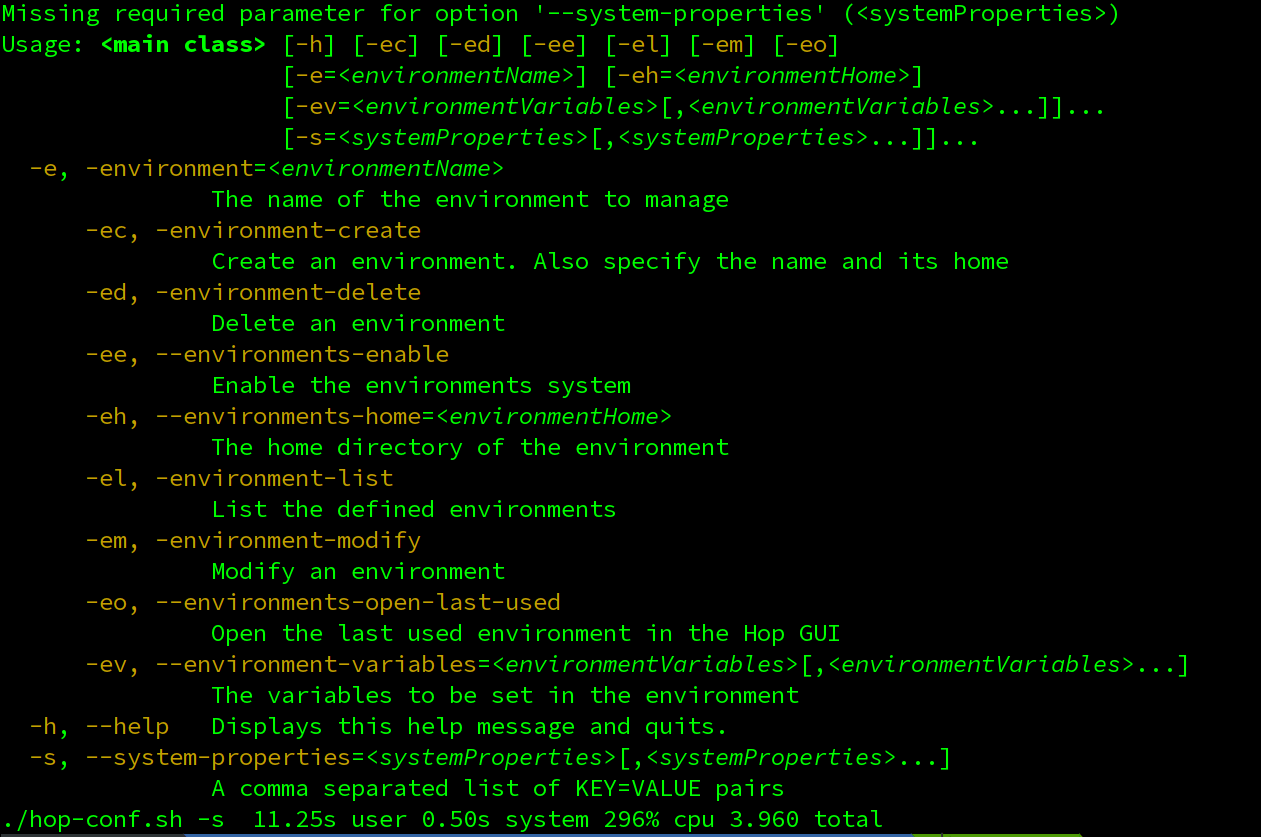 Missing required parameter for option '--system-properties' (<systemProperties>)
Usage: <main class> [-h] [-ec] [-ed] [-ee] [-el] [-em] [-eo]
                    [-e=<environmentName>] [-eh=<environmentHome>]
                    [-ev=<environmentVariables>[,<environmentVariables>...]]...
                    [-s=<systemProperties>[,<systemProperties>...]]...
  -e, -environment=<environmentName>
               The name of the environment to manage
      -ec, -environment-create
               Create an environment. Also specify the name and its home
      -ed, -environment-delete
               Delete an environment
      -ee, --environments-enable
               Enable the environments system
      -eh, --environments-home=<environmentHome>
               The home directory of the environment
      -el, -environment-list
               List the defined environments
      -em, -environment-modify
               Modify an environment
      -eo, --environments-open-last-used
               Open the last used environment in the Hop GUI
      -ev, --environment-variables=<environmentVariables>[,<environmentVariables>...]
               The variables to be set in the environment
  -h, --help   Displays this help message and quits.
  -s, --system-properties=<systemProperties>[,<systemProperties>...]
               A comma separated list of KEY=VALUE pairs
./hop-conf.sh -s  11.25s user 0.50s system 296% cpu 3.960 total